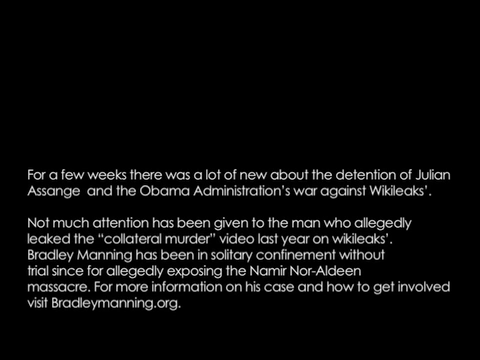 For a few weeks there was a lot of new about the detention of Julian
Assange and the Obama Administration's war against Wikileaks'.
Not much attention has been given to the man who allegedly
leaked the "collateral murder" video last year on wikileaks'.
Bradley Manning has been in solitary confinement without
trial since for allegedly exposing the Namir Nor-Aldeen
massacre. For more information on his case and how to get involved
visit Bradleymanning.org.